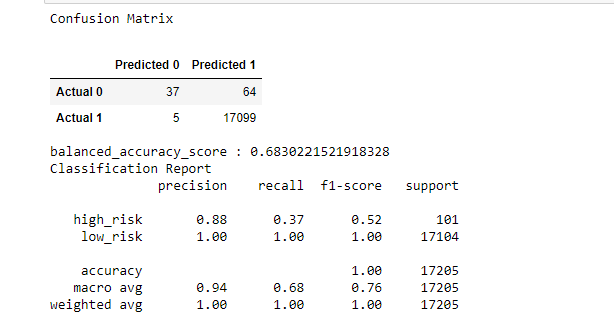 Confusion Matrix
Predicted 0 Predicted 1
Actual 0 37 64
Actual 1 5 17099
balanced_accuracy_score : 0.6830221521918328
Classification Report
precision recall f1-score support
high_risk 0.88 0.37 0.52 101
low_risk 1.00 1.00 1.00 17104
accuracy 1.00 17205
macro avg 0.94 0.68 0.76 17205
weighted avg 1.00 1.00 1.00 17205